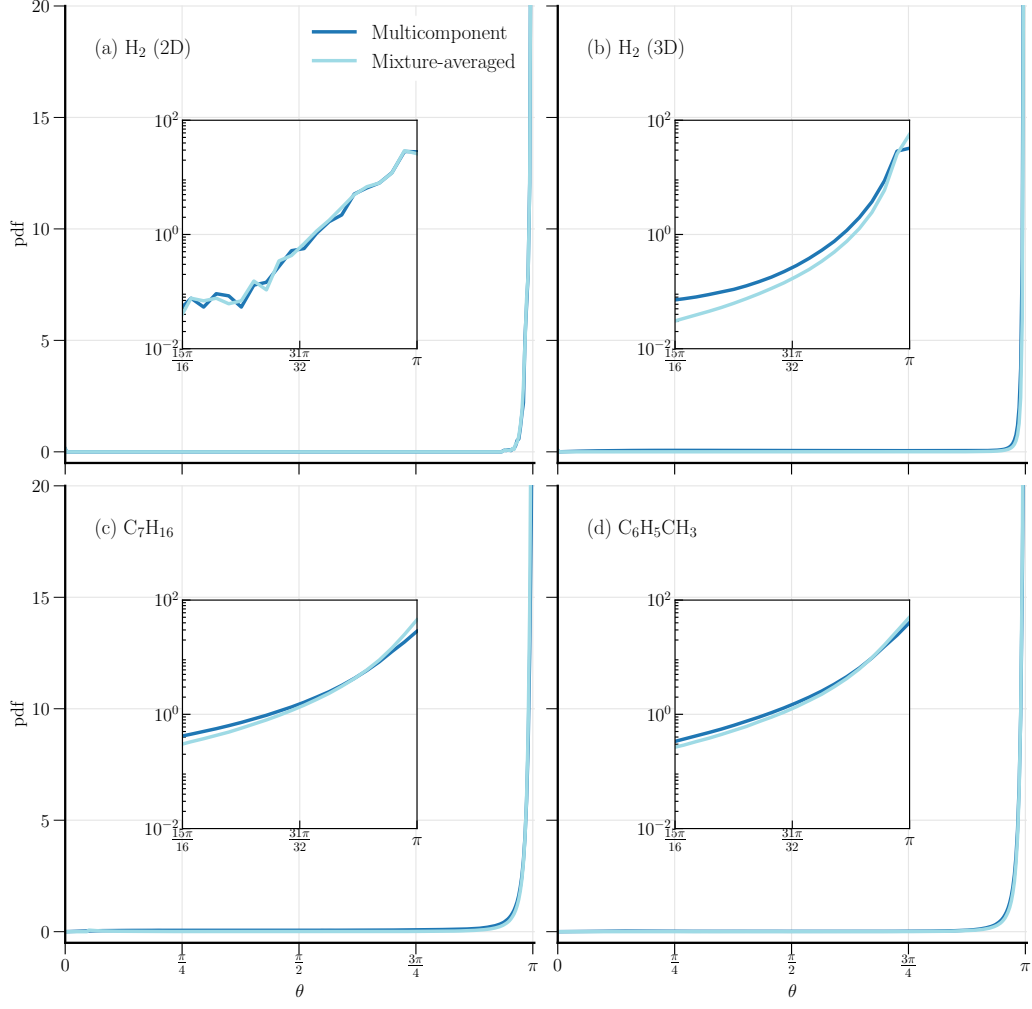 20
(a) H₂ (2D)
Multicomponent
Mixture-averaged
(b) H₂ (3D)
15
10
5
0
pdf
10²
10⁰
10⁻²
15π/16
31π/32
π
10²
10⁰
10⁻²
15π/16
31π/32
π
20
(c) C₇H₁₆
(d) C₆H₅CH₃
15
10
5
0
pdf
10²
10⁰
10⁻²
15π/16
31π/32
π
10²
10⁰
10⁻²
15π/16
31π/32
π
0
π/4
π/2
3π/4
π
0
π/4
π/2
3π/4
π
θ
θ